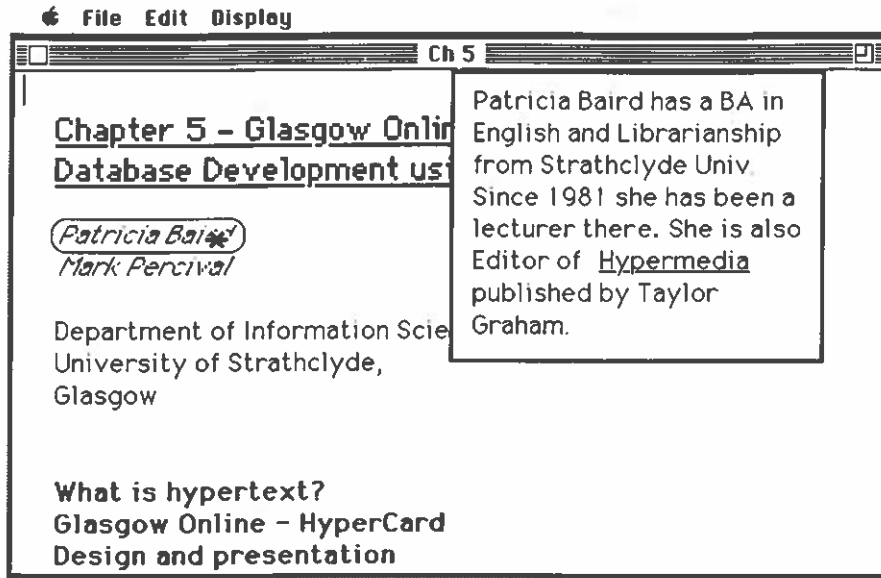 File Edit Display
Ch 5
Chapter 5 – Glasgow Onlin
Database Development usi
Patricia Baird
Mark Percival
Department of Information Scie
University of Strathclyde,
Glasgow
What is hypertext?
Glasgow Online – HyperCard
Design and presentation
Patricia Baird has a BA in
English and Librarianship
from Strathclyde Univ.
Since 1981 she has been a
lecturer there. She is also
Editor of Hypermedia
published by Taylor
Graham.